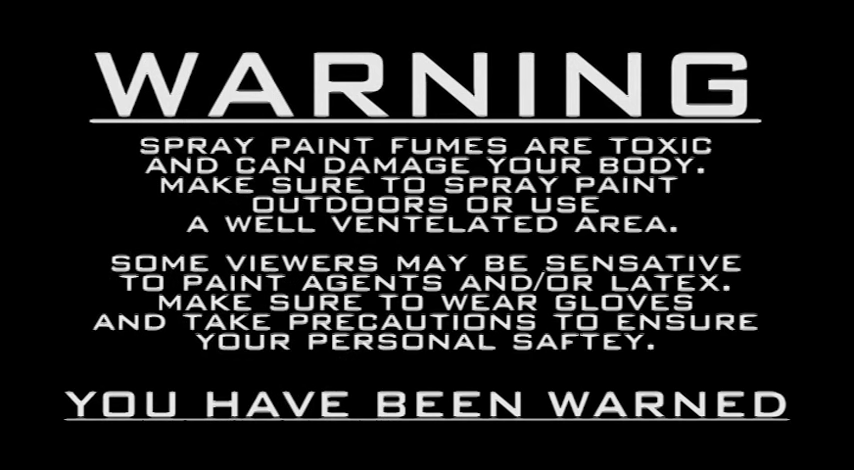 WARNING
SPRAY PAINT FUMES ARE TOXIC
AND CAN DAMAGE YOUR BODY.
MAKE SURE TO SPRAY PAINT
OUTDOORS OR USE
A WELL VENTELATED AREA.
SOME VIEWERS MAY BE SENSATIVE
TO PAINT AGENTS AND/OR LATEX.
MAKE SURE TO WEAR GLOVES
AND TAKE PRECAUTIONS TO ENSURE
YOUR PERSONAL SAFTEY.
YOU HAVE BEEN WARNED